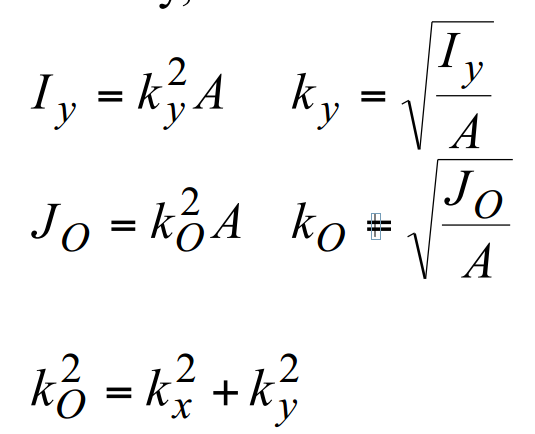 y,
I_y = k_y^2 A    k_y = √(I_y / A)
J_O = k_O^2 A    k_O = √(J_O / A)
k_O^2 = k_x^2 + k_y^2